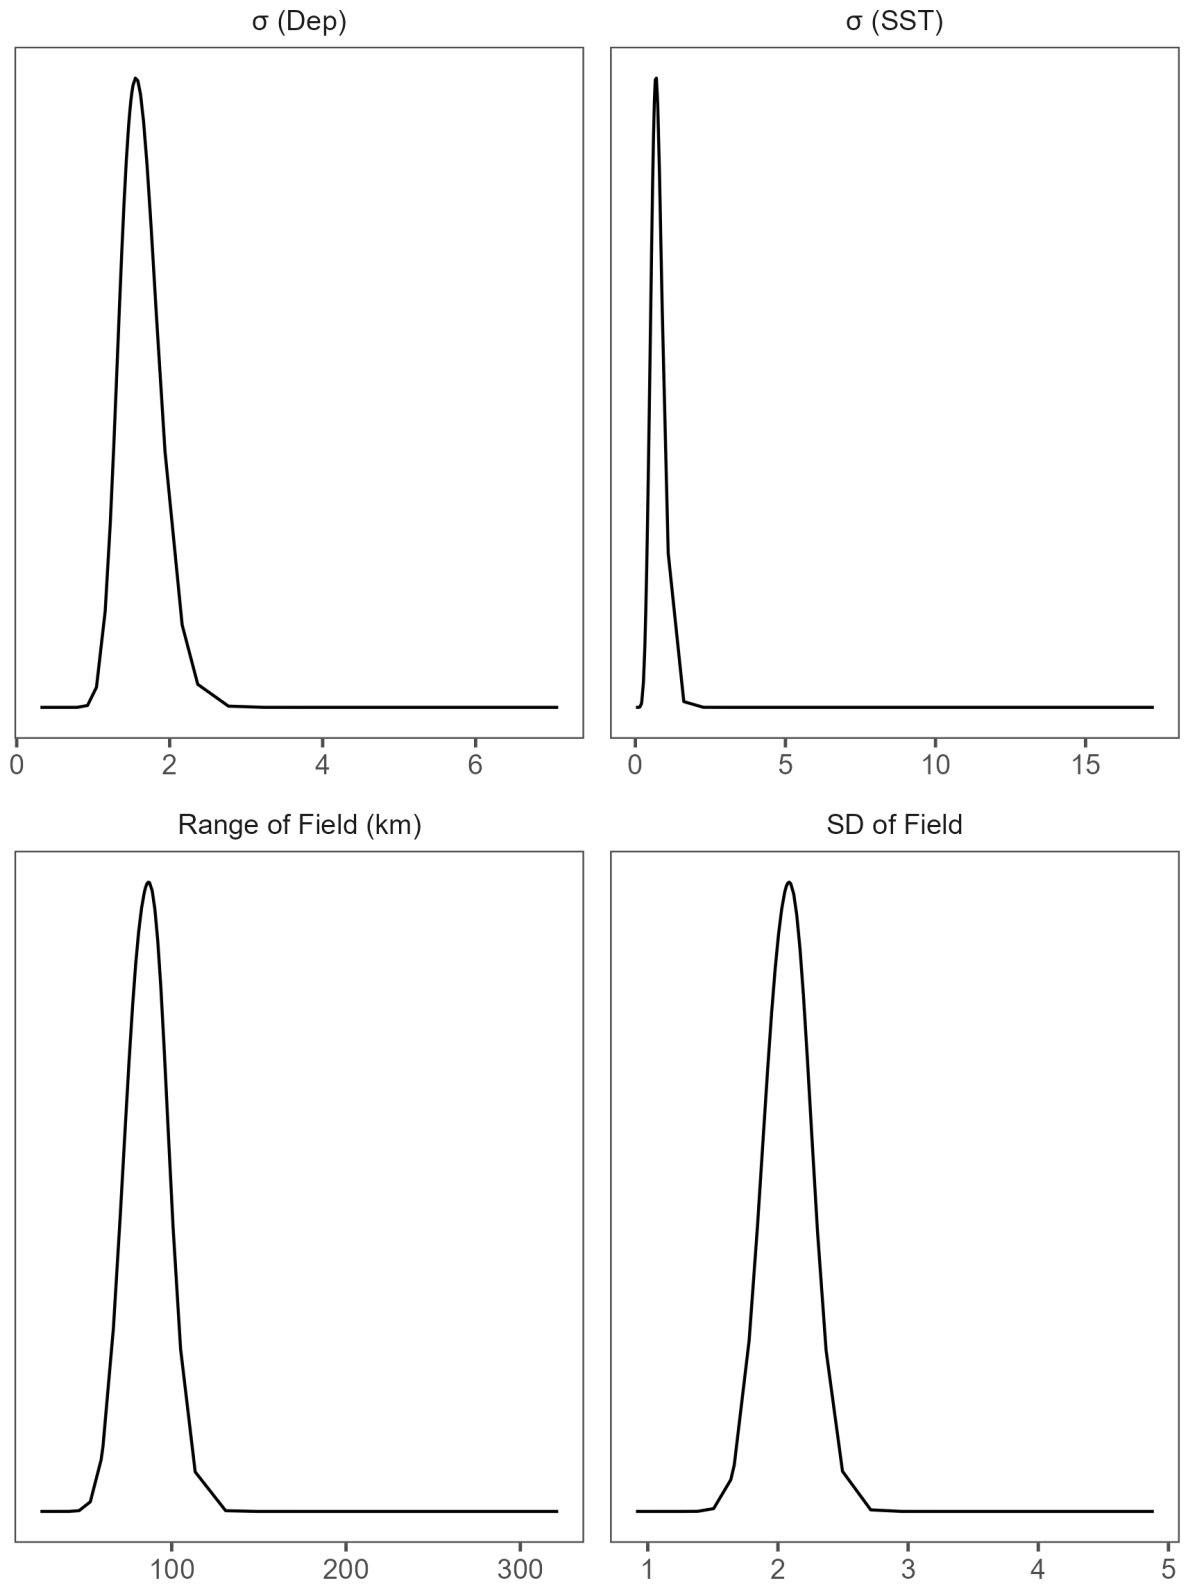 σ (Dep)
σ (SST)
0 2 4 6
0 5 10 15
Range of Field (km)
SD of Field
100 200 300
1 2 3 4 5